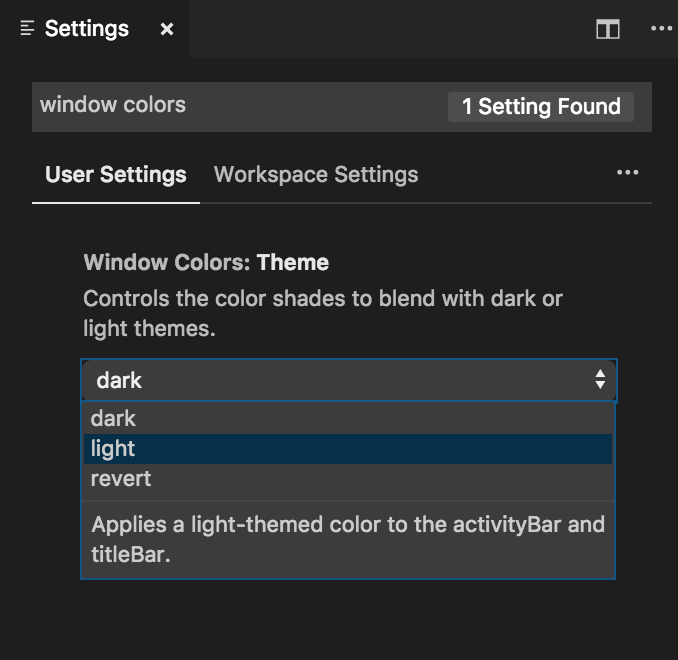 Settings
window colors
1 Setting Found
User Settings Workspace Settings
Window Colors: Theme
Controls the color shades to blend with dark or
light themes.
dark
dark
light
revert
Applies a light-themed color to the activityBar and
titleBar.